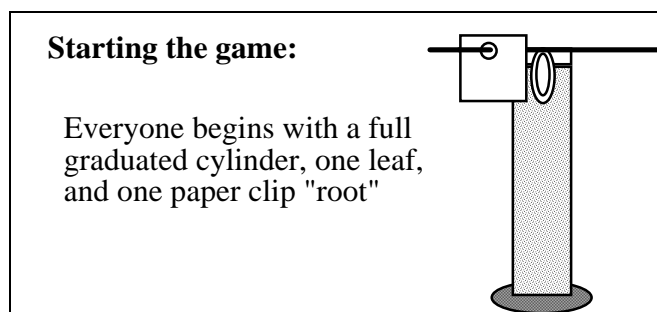 Starting the game:
Everyone begins with a full
graduated cylinder, one leaf,
and one paper clip "root"